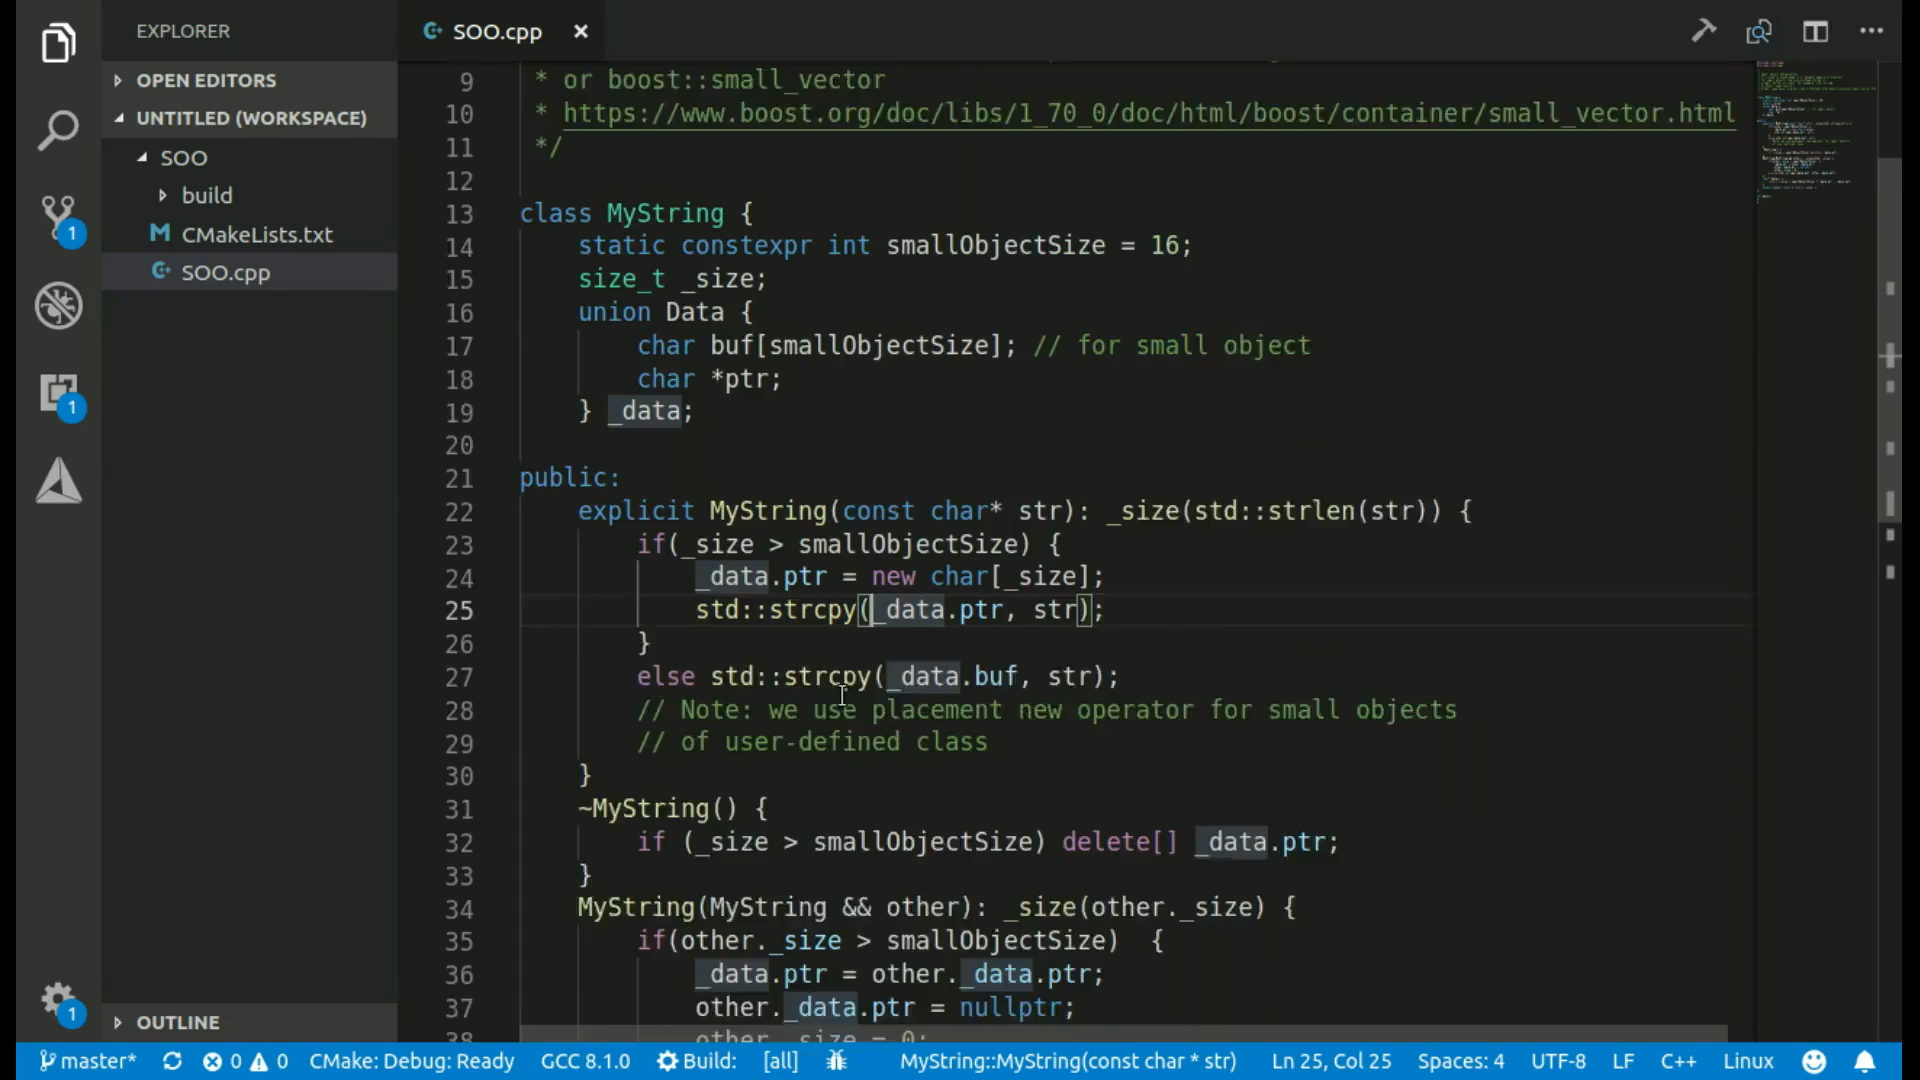 EXPLORER
OPEN EDITORS
UNTITLED (WORKSPACE)
SOO
build
CMakeLists.txt
SOO.cpp
OUTLINE
SOO.cpp
9 * or boost::small_vector
10 * https://www.boost.org/doc/libs/1_70_0/doc/html/boost/container/small_vector.html
11 */
12
13 class MyString {
14 static constexpr int smallObjectSize = 16;
15 size_t _size;
16 union Data {
17 char buf[smallObjectSize]; // for small object
18 char *ptr;
19 } _data;
20
21 public:
22 explicit MyString(const char* str): _size(std::strlen(str)) {
23 if(_size > smallObjectSize) {
24 _data.ptr = new char[_size];
25 std::strcpy(_data.ptr, str);
26 }
27 else std::strcpy(_data.buf, str);
28 // Note: we use placement new operator for small objects
29 // of user-defined class
30 }
31 ~MyString() {
32 if (_size > smallObjectSize) delete[] _data.ptr;
33 }
34 MyString(MyString && other): _size(other._size) {
35 if(other._size > smallObjectSize) {
36 _data.ptr = other._data.ptr;
37 other._data.ptr = nullptr;
38 other._size = 0;
1
1
1
master* 0 0 CMake: Debug: Ready GCC 8.1.0 Build: [all] MyString::MyString(const char * str) Ln 25, Col 25 Spaces: 4 UTF-8 LF C++ Linux